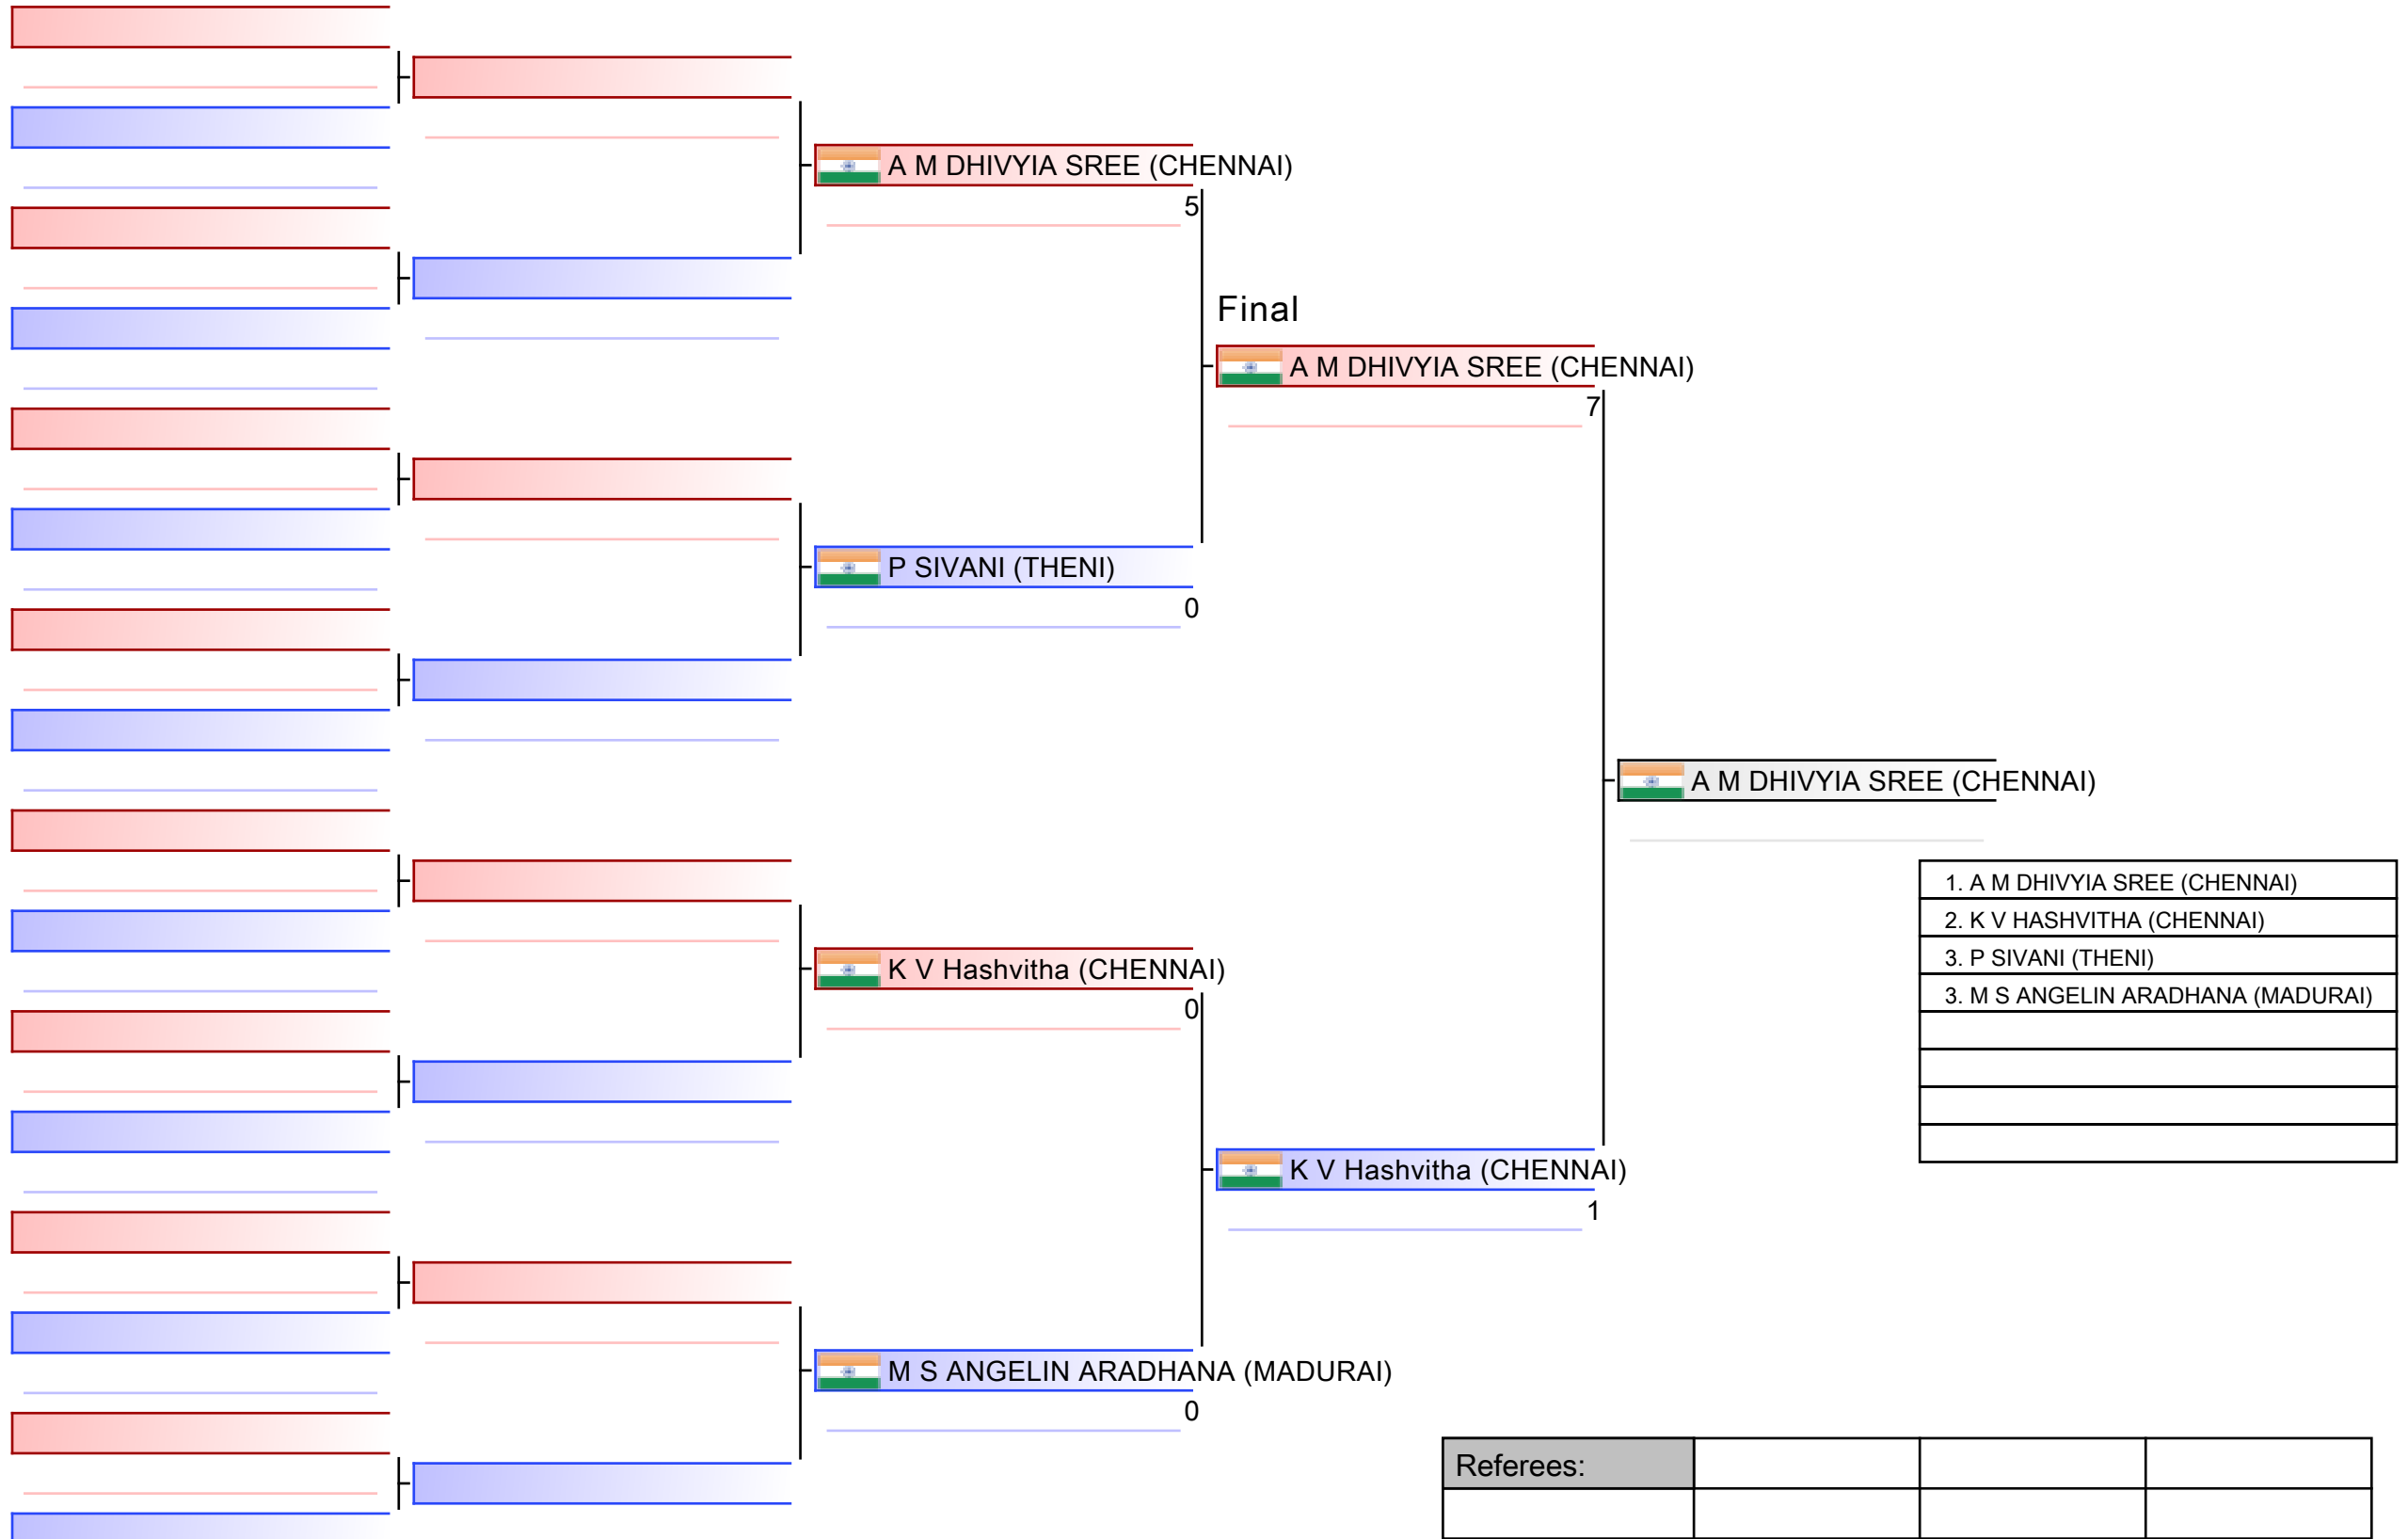 A M DHIVYIA SREE (CHENNAI)
5
Final
A M DHIVYIA SREE (CHENNAI)
7
P SIVANI (THENI)
0
A M DHIVYIA SREE (CHENNAI)
1. A M DHIVYIA SREE (CHENNAI)
2. K V HASHVITHA (CHENNAI)
3. P SIVANI (THENI)
3. M S ANGELIN ARADHANA (MADURAI)
K V Hashvitha (CHENNAI)
0
K V Hashvitha (CHENNAI)
1
M S ANGELIN ARADHANA (MADURAI)
0
Referees: